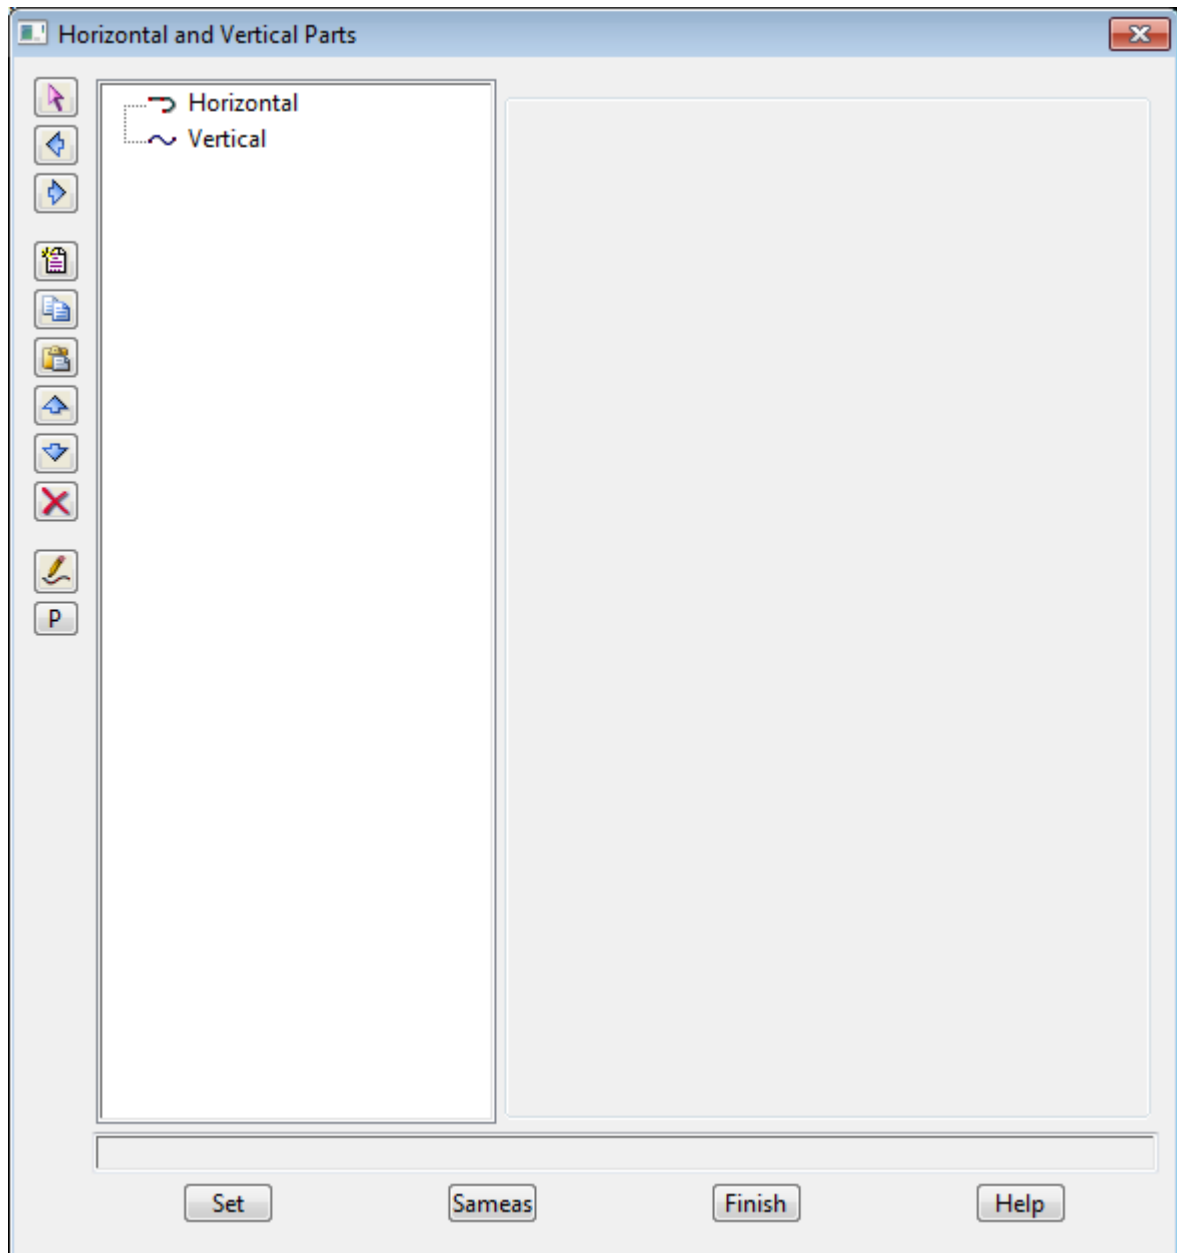 Horizontal and Vertical Parts
Horizontal
Vertical
P
Set
Sameas
Finish
Help